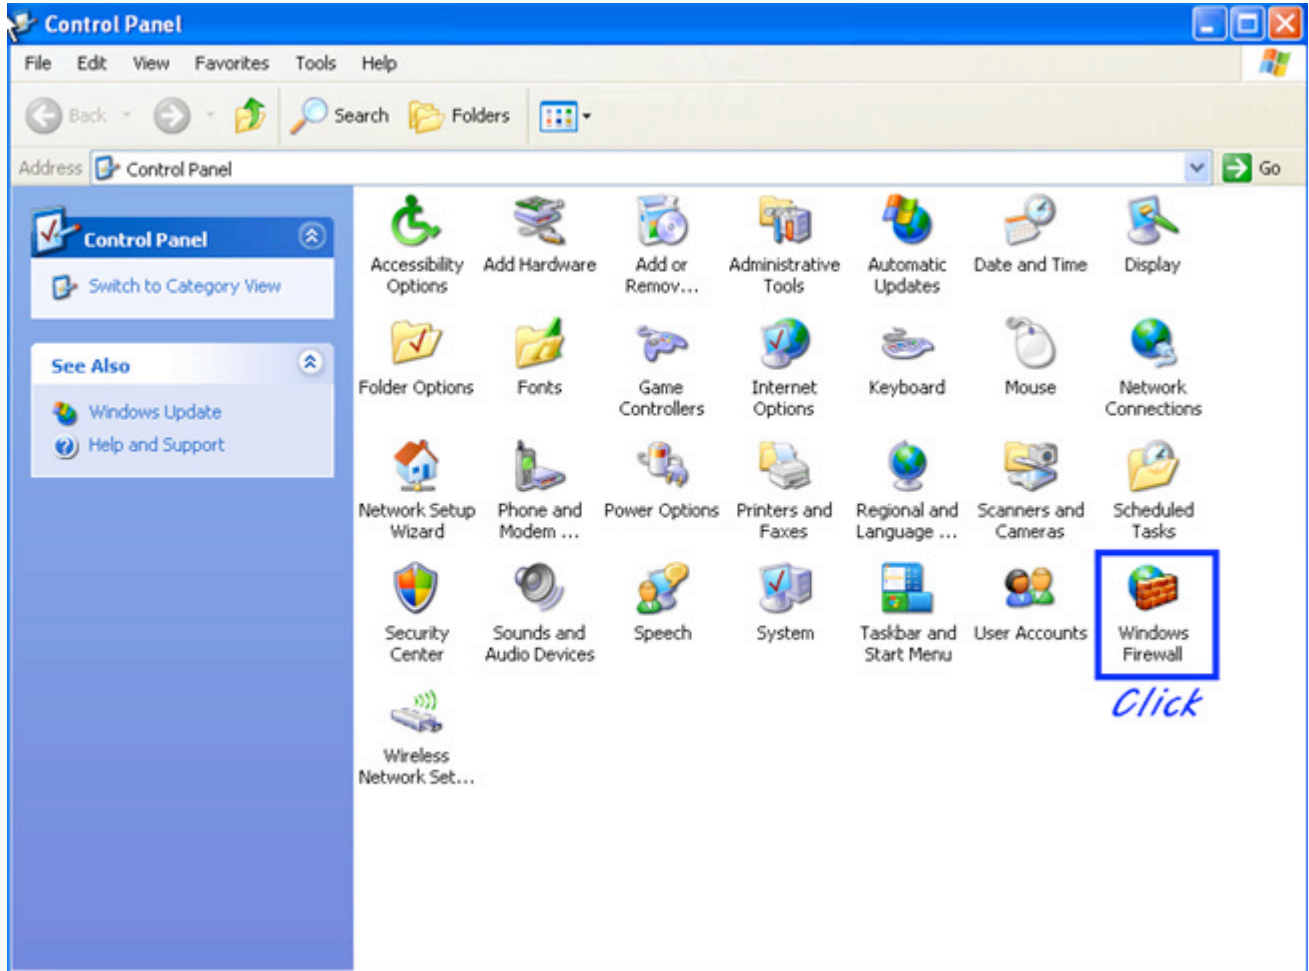 Control Panel
File Edit View Favorites Tools Help
Back Search Folders
Address Control Panel Go
Control Panel
Switch to Category View
See Also
Windows Update
Help and Support
Accessibility Options
Add Hardware
Add or Remov...
Administrative Tools
Automatic Updates
Date and Time
Display
Folder Options
Fonts
Game Controllers
Internet Options
Keyboard
Mouse
Network Connections
Network Setup Wizard
Phone and Modem ...
Power Options
Printers and Faxes
Regional and Language ...
Scanners and Cameras
Scheduled Tasks
Security Center
Sounds and Audio Devices
Speech
System
Taskbar and Start Menu
User Accounts
Windows Firewall
Click
Wireless Network Set...